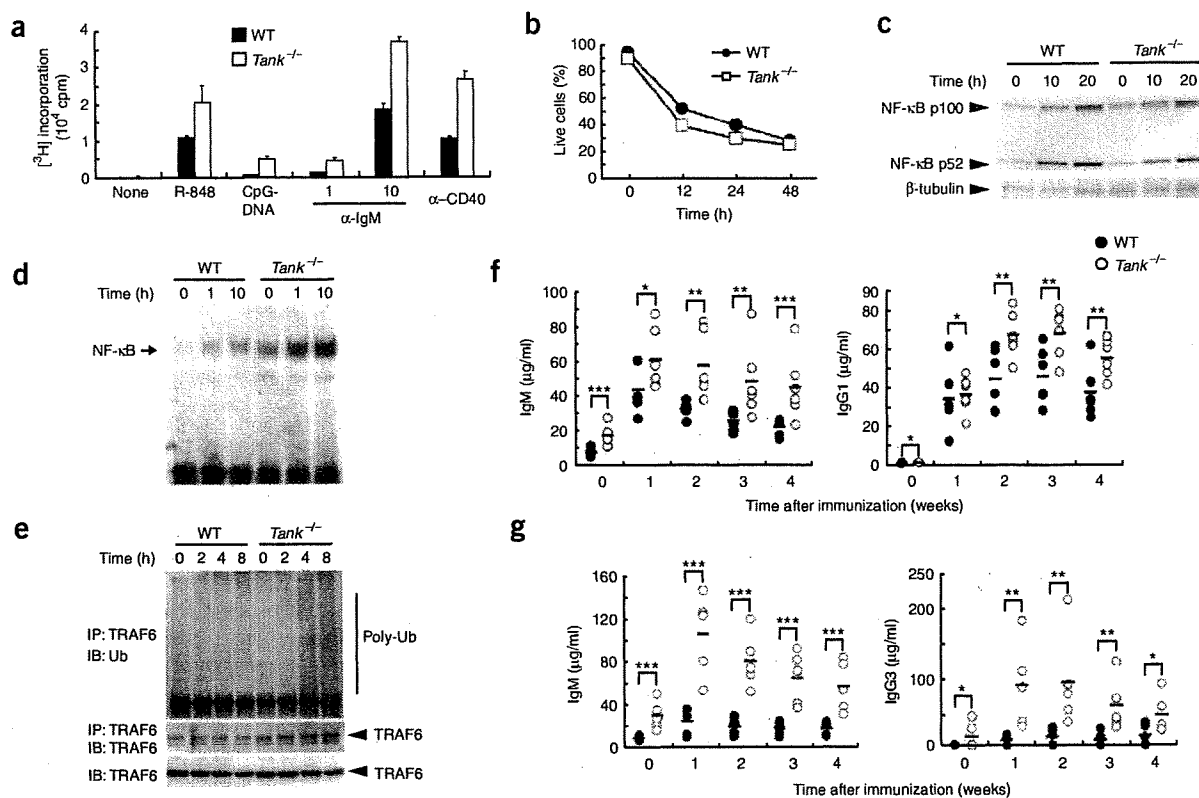 a
[³H] incorporation
(10⁴ cpm)
4
3
2
1
0
WT
Tank⁻/⁻
None
R-848
CpG-
DNA
1
10
α-IgM
α–CD40
b
Live cells (%)
100
80
60
40
20
WT
Tank⁻/⁻
0
12
24
48
Time (h)
c
WT
Tank⁻/⁻
Time (h) 0 10 20 0 10 20
NF-κB p100
NF-κB p52
β-tubulin
d
WT
Tank⁻/⁻
Time (h) 0 1 10 0 1 10
NF-κB
e
WT
Tank⁻/⁻
Time (h) 0 2 4 8 0 2 4 8
IP: TRAF6
IB: Ub
Poly-Ub
IP: TRAF6
IB: TRAF6
TRAF6
IB: TRAF6
TRAF6
f
WT
Tank⁻/⁻
IgM (μg/ml)
100
80
60
40
20
0
***
*
**
**
***
0 1 2 3 4
IgG1 (μg/ml)
100
80
60
40
20
0
*
*
**
**
**
0 1 2 3 4
Time after immunization (weeks)
g
IgM (μg/ml)
160
120
80
40
0
***
***
***
***
***
0 1 2 3 4
IgG3 (μg/ml)
250
200
100
50
0
*
**
**
**
*
0 1 2 3 4
Time after immunization (weeks)